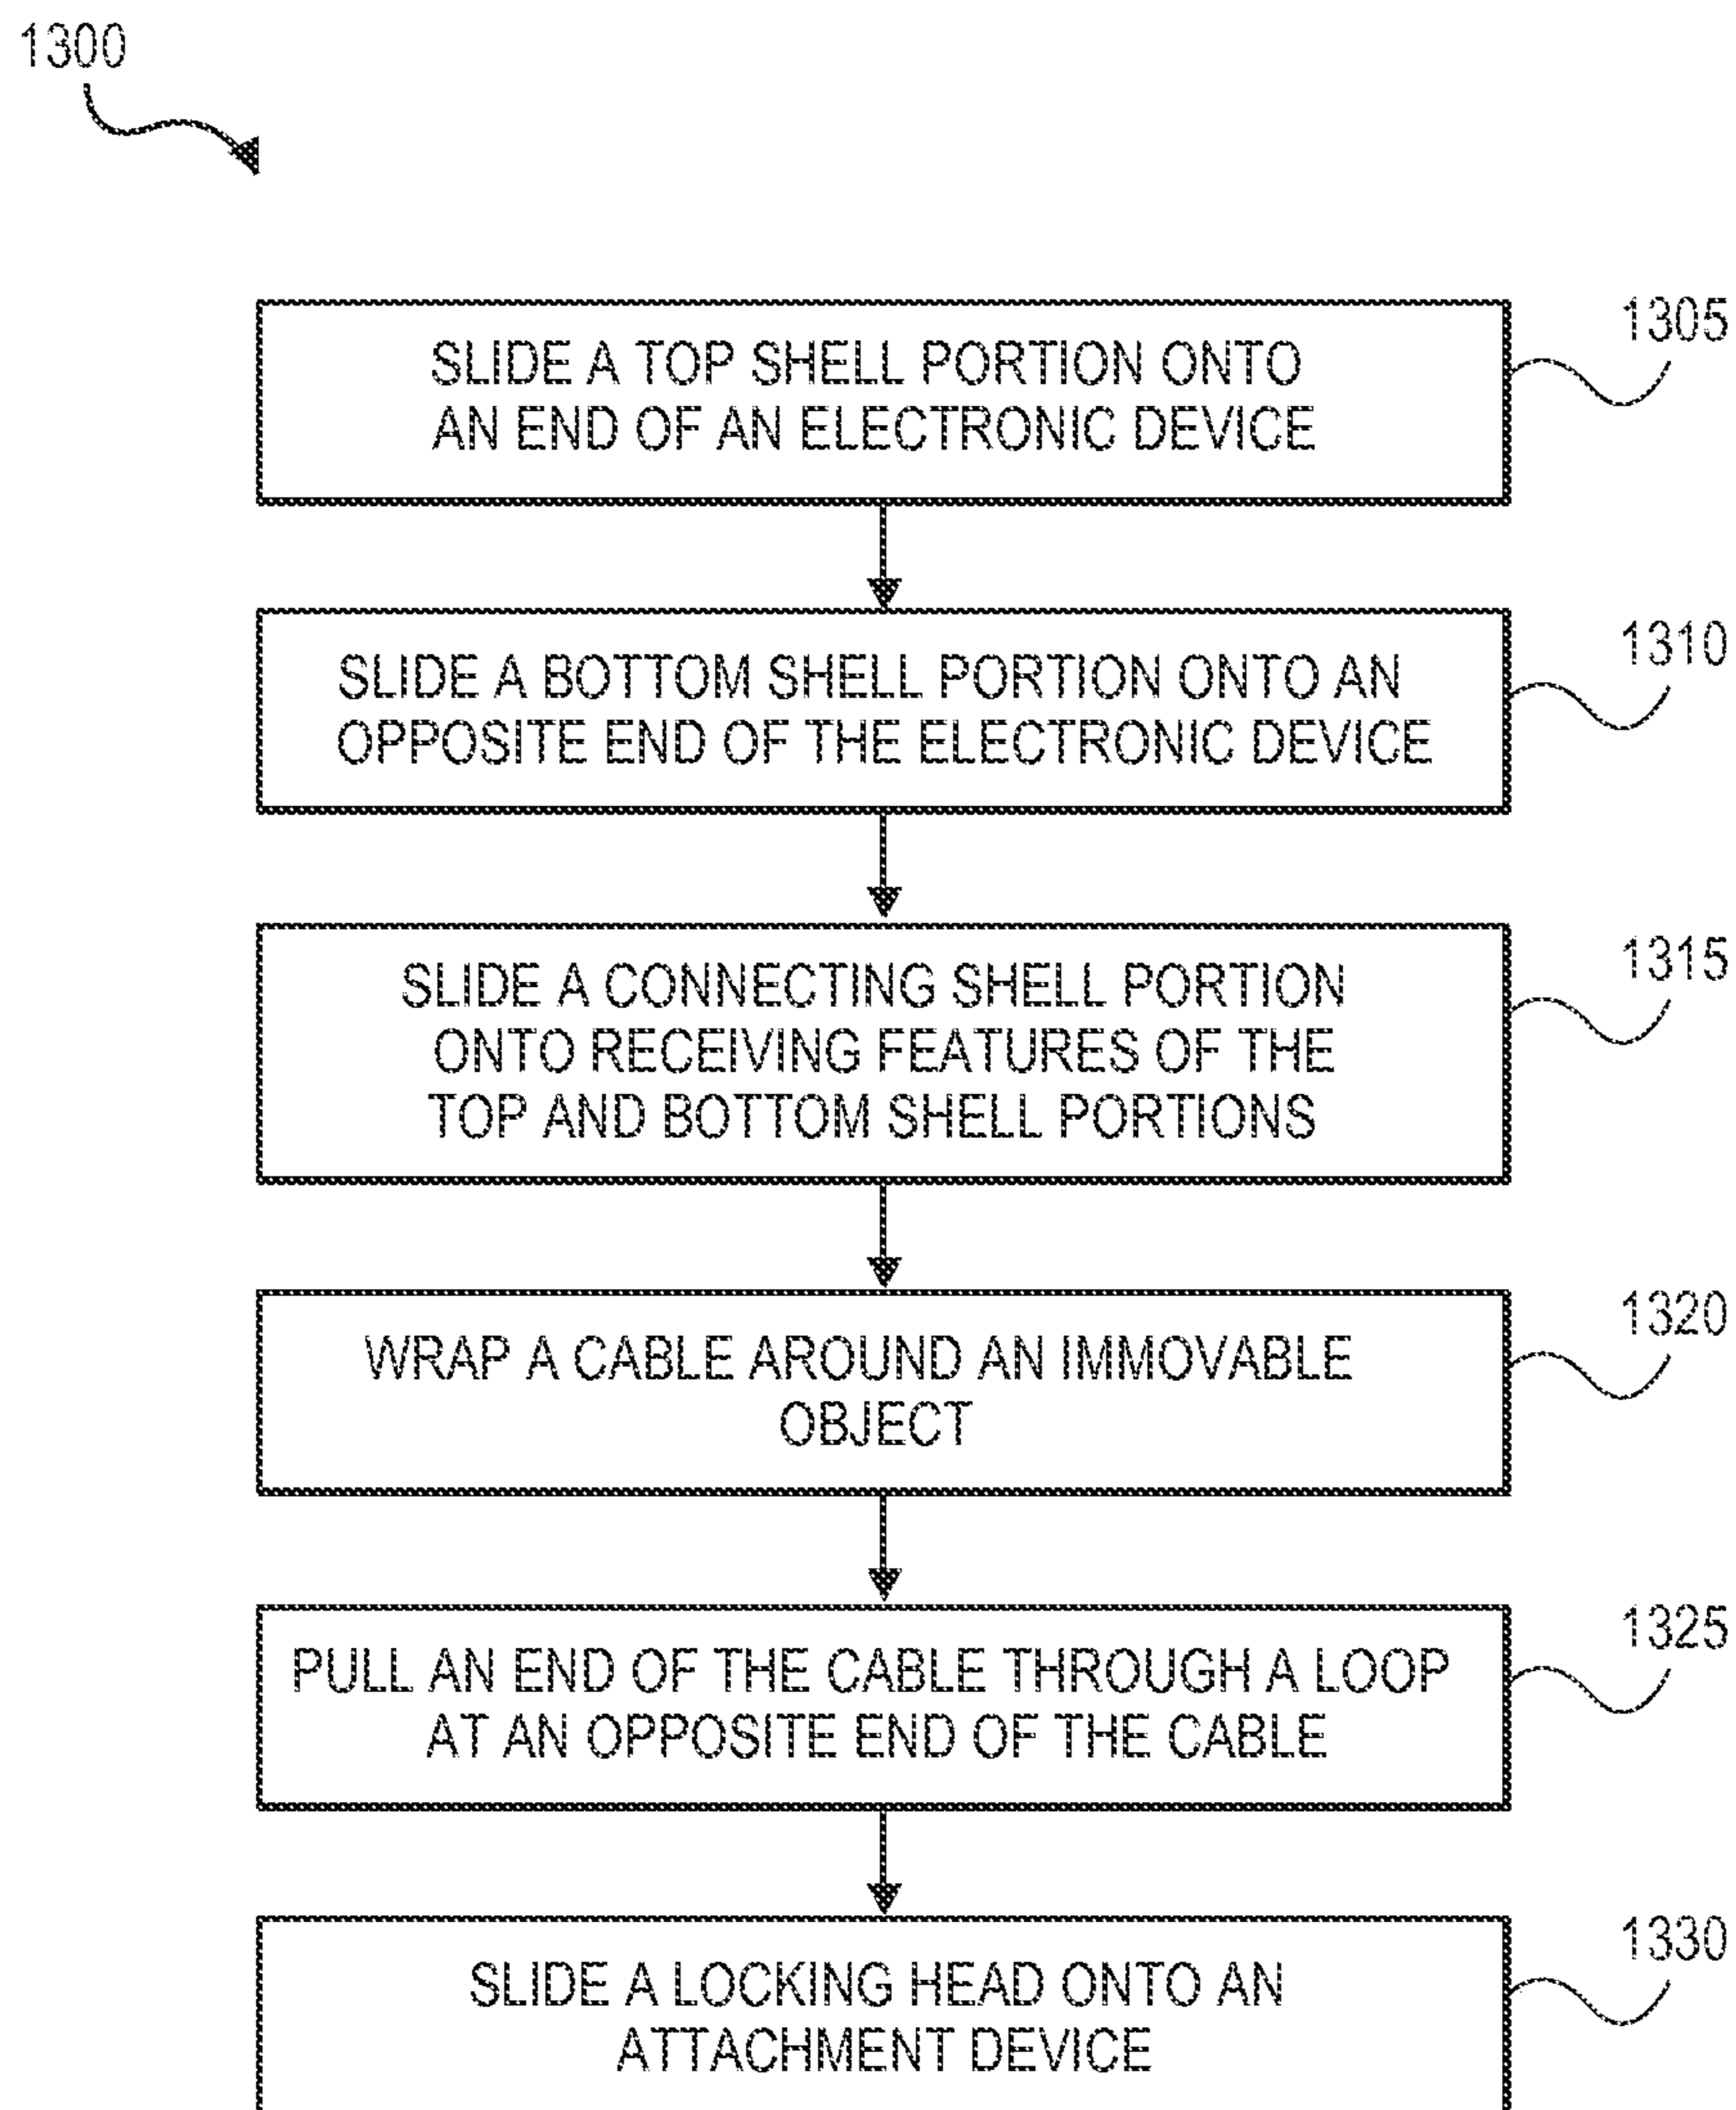 1300
SLIDE A TOP SHELL PORTION ONTO
AN END OF AN ELECTRONIC DEVICE
1305
SLIDE A BOTTOM SHELL PORTION ONTO AN
OPPOSITE END OF THE ELECTRONIC DEVICE
1310
SLIDE A CONNECTING SHELL PORTION
ONTO RECEIVING FEATURES OF THE
TOP AND BOTTOM SHELL PORTIONS
1315
WRAP A CABLE AROUND AN IMMOVABLE
OBJECT
1320
PULL AN END OF THE CABLE THROUGH A LOOP
AT AN OPPOSITE END OF THE CABLE
1325
SLIDE A LOCKING HEAD ONTO AN
ATTACHMENT DEVICE
1330